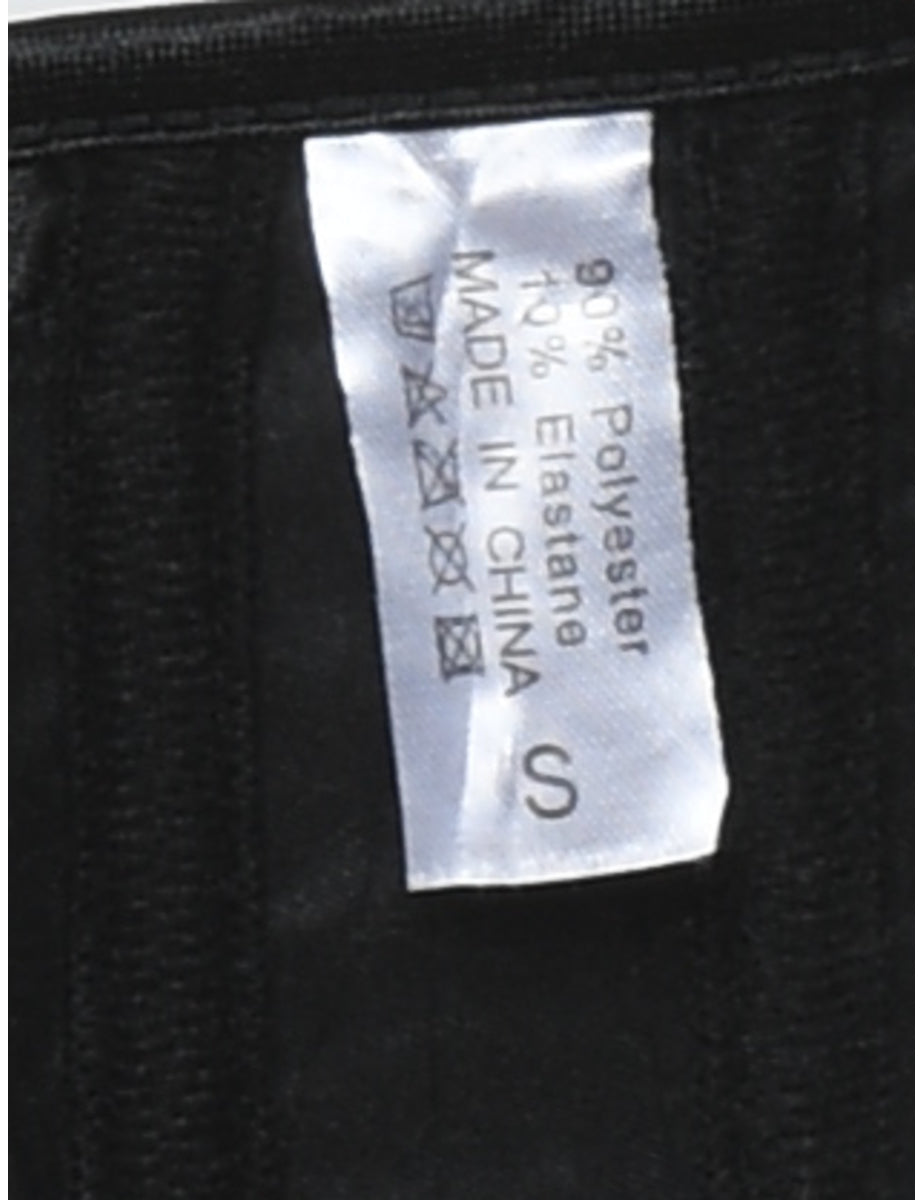 90% Polyester
10% Elastane
MADE IN CHINA
S